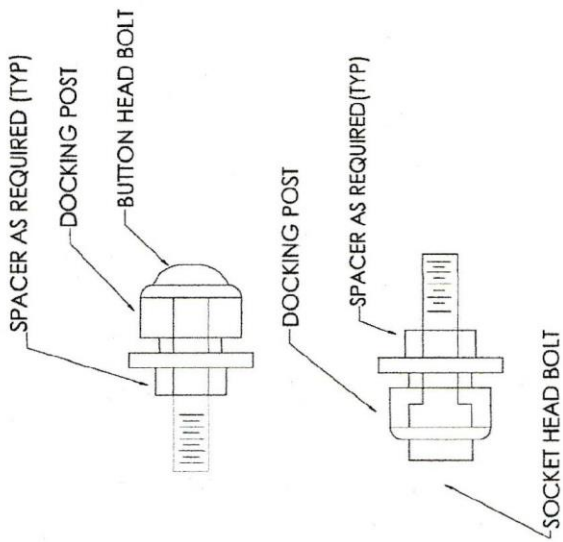 SPACER AS REQUIRED (TYP)
DOCKING POST
BUTTON HEAD BOLT
DOCKING POST
SPACER AS REQUIRED(TYP)
SOCKET HEAD BOLT